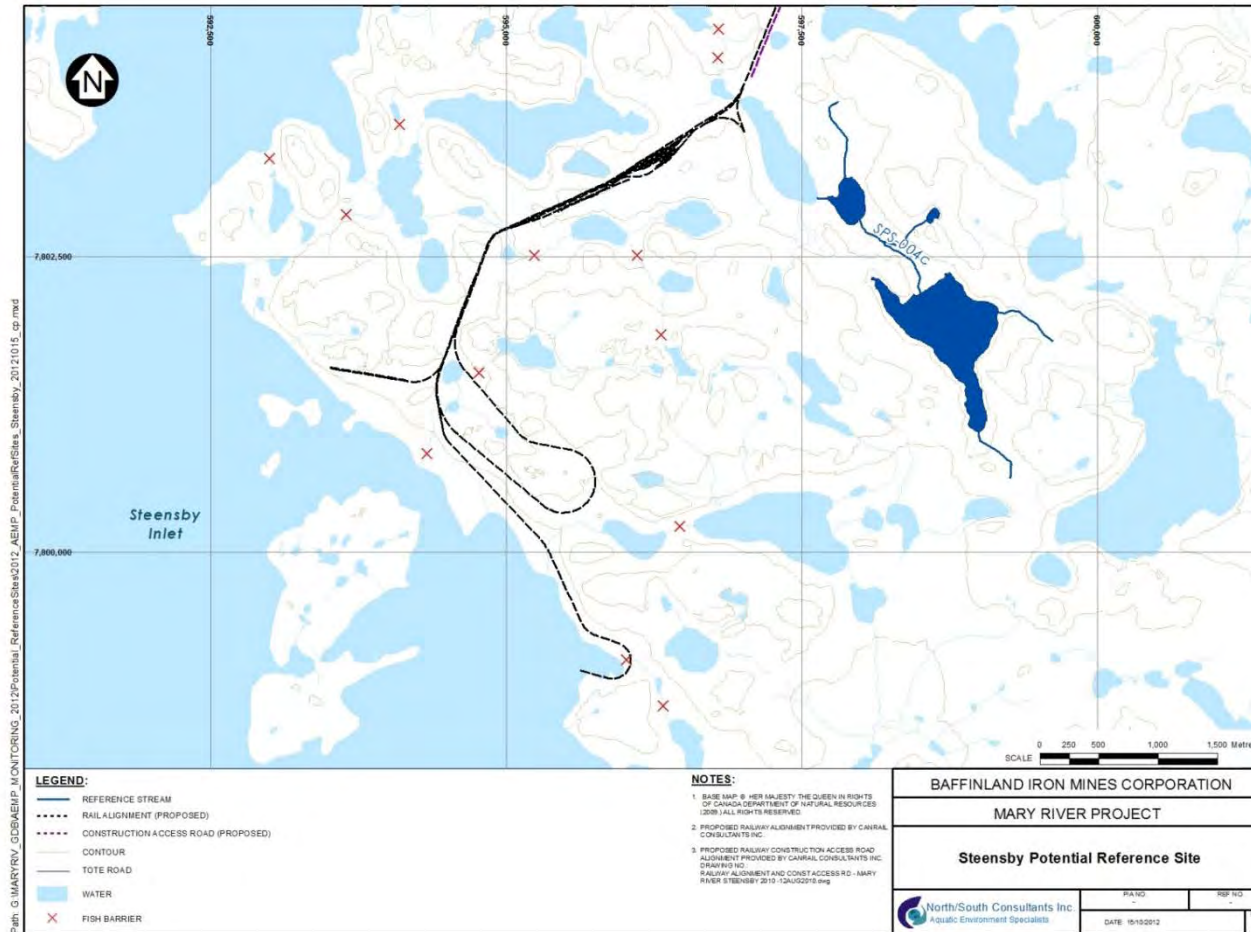 592,500
595,000
597,500
600,000
N
SPS-004c
7,802,500
Steensby
Inlet
7,800,000
SCALE
0 250 500 1,000 1,500 Metre
LEGEND:
REFERENCE STREAM
RAIL ALIGNMENT (PROPOSED)
CONSTRUCTION ACCESS ROAD (PROPOSED)
CONTOUR
TOTE ROAD
WATER
FISH BARRIER
NOTES:
1. BASE MAP: © HER MAJESTY THE QUEEN IN RIGHTS
OF CANADA DEPARTMENT OF NATURAL RESOURCES
(2009.) ALL RIGHTS RESERVED.
2. PROPOSED RAILWAY ALIGNMENT PROVIDED BY CANRAIL
CONSULTANTS INC.
3. PROPOSED RAILWAY CONSTRUCTION ACCESS ROAD
ALIGNMENT PROVIDED BY CANRAIL CONSULTANTS INC.
DRAWING NO.:
RAILWAY ALIGNMENT AND CONST ACCESS RD - MARY
RIVER STEENSBY 2010 -12AUG2010.dwg
BAFFINLAND IRON MINES CORPORATION
MARY RIVER PROJECT
Steensby Potential Reference Site
North/South Consultants Inc.
Aquatic Environment Specialists
P/A NO.
-
REF NO.
-
DATE: 15/10/2012